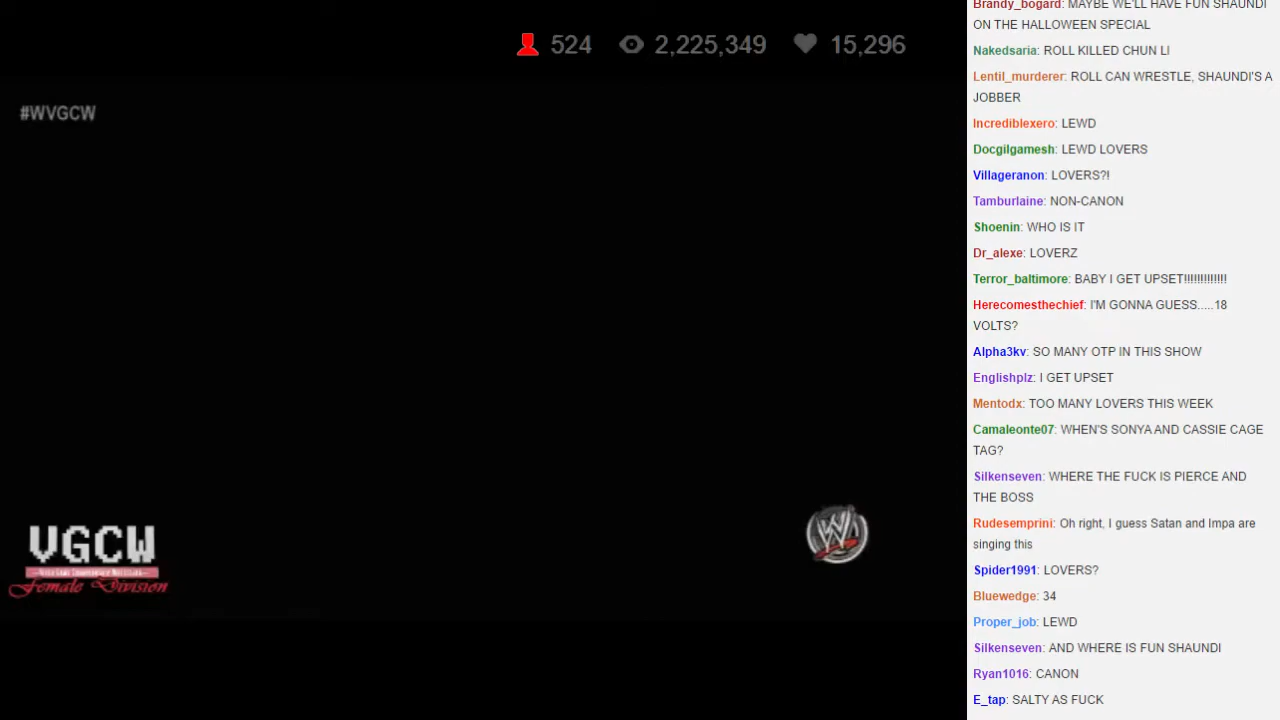 524 2,225,349 15,296
#WVGCW
VGCW
Female Division
Brandy_bogard: MAYBE WE'LL HAVE FUN SHAUNDI
ON THE HALLOWEEN SPECIAL
Nakedsaria: ROLL KILLED CHUN LI
Lentil_murderer: ROLL CAN WRESTLE, SHAUNDI'S A
JOBBER
Incrediblexero: LEWD
Docgilgamesh: LEWD LOVERS
Villageranon: LOVERS?!
Tamburlaine: NON-CANON
Shoenin: WHO IS IT
Dr_alexe: LOVERZ
Terror_baltimore: BABY I GET UPSET!!!!!!!!!!!!!
Herecomesthechief: I'M GONNA GUESS.....18
VOLTS?
Alpha3kv: SO MANY OTP IN THIS SHOW
Englishplz: I GET UPSET
Mentodx: TOO MANY LOVERS THIS WEEK
Camaleonte07: WHEN'S SONYA AND CASSIE CAGE
TAG?
Silkenseven: WHERE THE FUCK IS PIERCE AND
THE BOSS
Rudesemprini: Oh right, I guess Satan and Impa are
singing this
Spider1991: LOVERS?
Bluewedge: 34
Proper_job: LEWD
Silkenseven: AND WHERE IS FUN SHAUNDI
Ryan1016: CANON
E_tap: SALTY AS FUCK